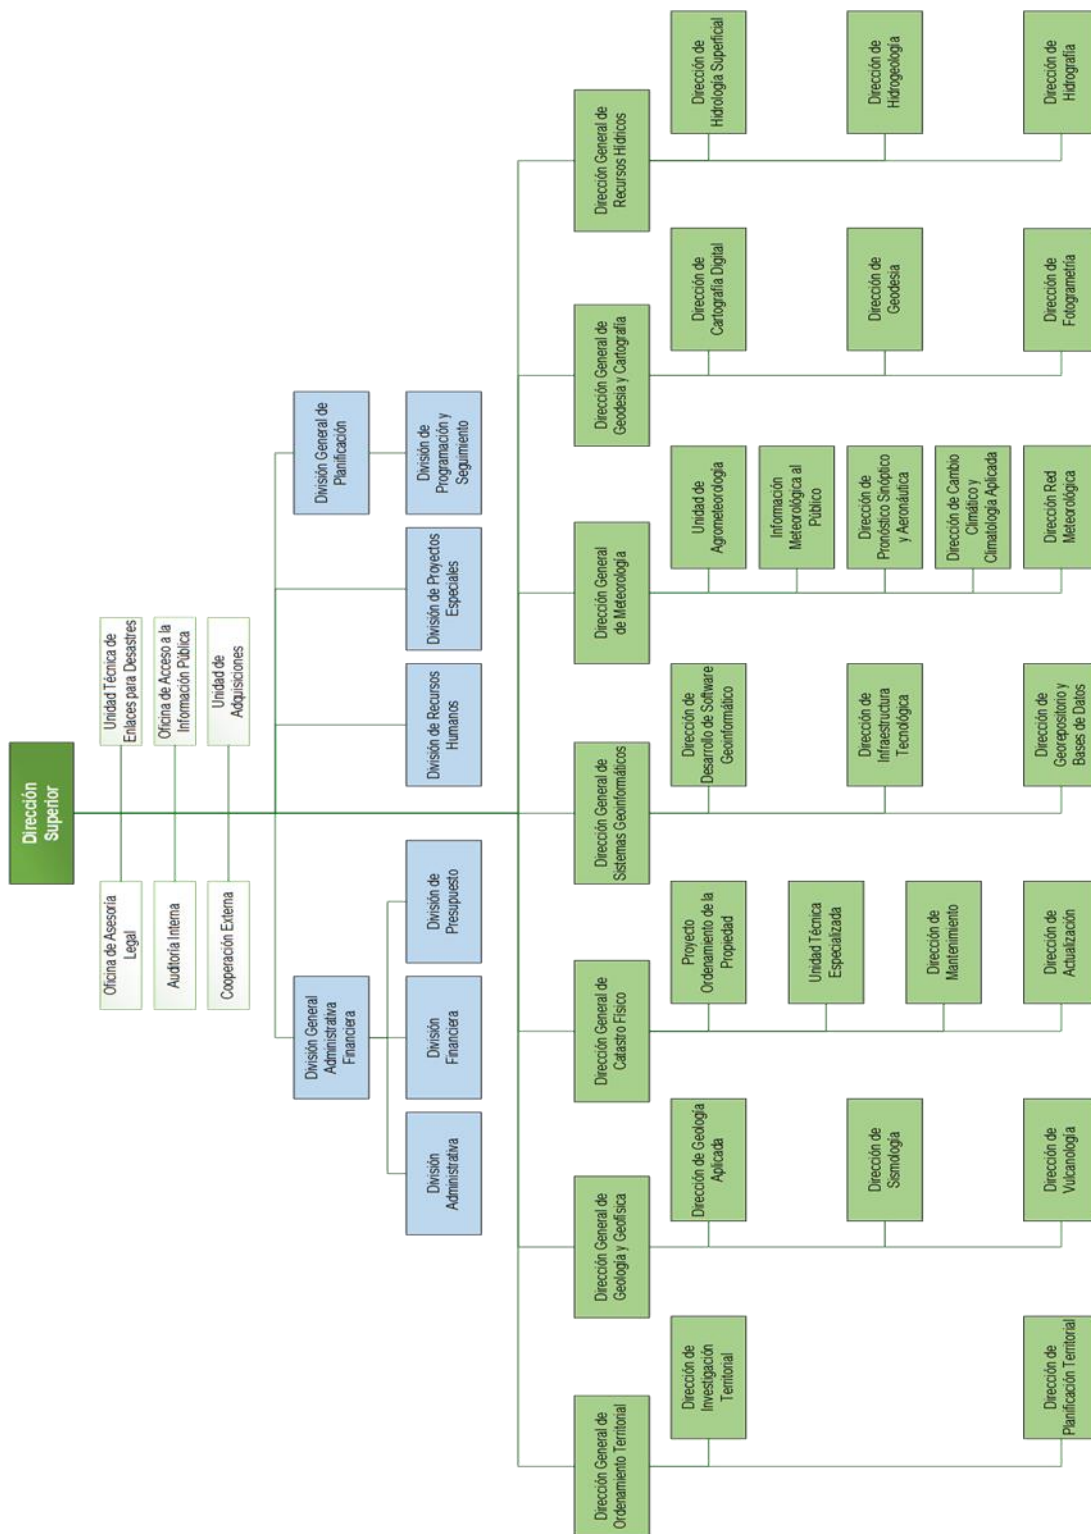 Dirección
Superior
Oficina de Asesoría
Legal
Unidad Técnica de
Enlaces para Desastres
Auditoría Interna
Oficina de Acceso a la
Información Pública
Cooperación Externa
Unidad de
Adquisiciones
División General
Administrativa
Financiera
División General de
Planificación
División
Administrativa
División
Financiera
División de
Presupuesto
División de Recursos
Humanos
División de Proyectos
Especiales
División de
Programación y
Seguimiento
Dirección General de
Ordenamiento Territorial
Dirección General de
Geología y Geofísica
Dirección General de
Catastro Físico
Dirección General de
Sistemas Geoinformáticos
Dirección General
de Meteorología
Dirección General de
Geodesia y Cartografía
Dirección General de
Recursos Hídricos
Dirección de
Investigación
Territorial
Dirección de
Planificación Territorial
Dirección de Geología
Aplicada
Dirección de
Sismología
Dirección de
Vulcanología
Proyecto
Ordenamiento de la
Propiedad
Unidad Técnica
Especializada
Dirección de
Mantenimiento
Dirección de
Actualización
Dirección de
Desarrollo de Software
Geoinformático
Dirección de
Infraestructura
Tecnológica
Dirección de
Georepositorio y
Bases de Datos
Unidad de
Agrometeorología
Información
Meteorológica al
Público
Dirección de
Pronóstico Sinóptico
y Aeronáutica
Dirección de Cambio
Climático y
Climatología Aplicada
Dirección Red
Meteorológica
Dirección de
Cartografía Digital
Dirección de
Geodesia
Dirección de
Fotogrametría
Dirección de
Hidrología Superficial
Dirección de
Hidrogeología
Dirección de
Hidrografía